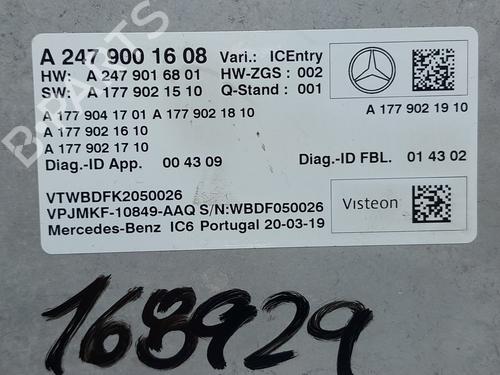 A 247 900 16 08 Vari.: ICEntry
HW: A 247 901 68 01 HW-ZGS : 002
SW: A 177 902 15 10 Q-Stand : 001
A 177 904 17 01 A 177 902 18 10
A 177 902 19 10
A 177 902 16 10
A 177 902 17 10
Diag.-ID App. 00 43 09 Diag.-ID FBL. 01 43 02
VTWBDFK2050026
VPJMKF-10849-AAQ S/N:WBDF050026
Mercedes-Benz IC6 Portugal 20-03-19
Visteon
168929
B-PARTS